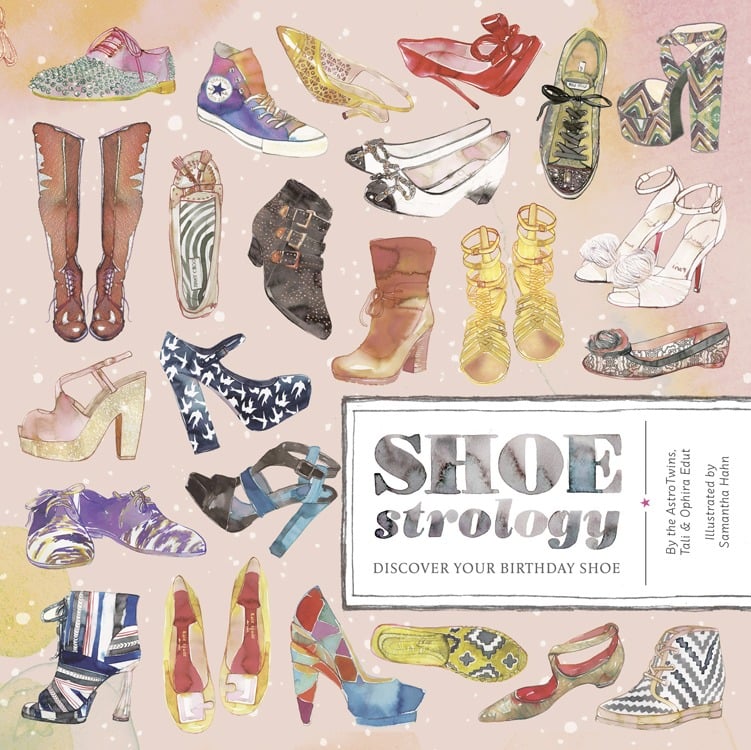 SHOE
strology
DISCOVER YOUR BIRTHDAY SHOE
By the AstroTwins,
Tali & Ophira Edut
Illustrated by
Samantha Hahn